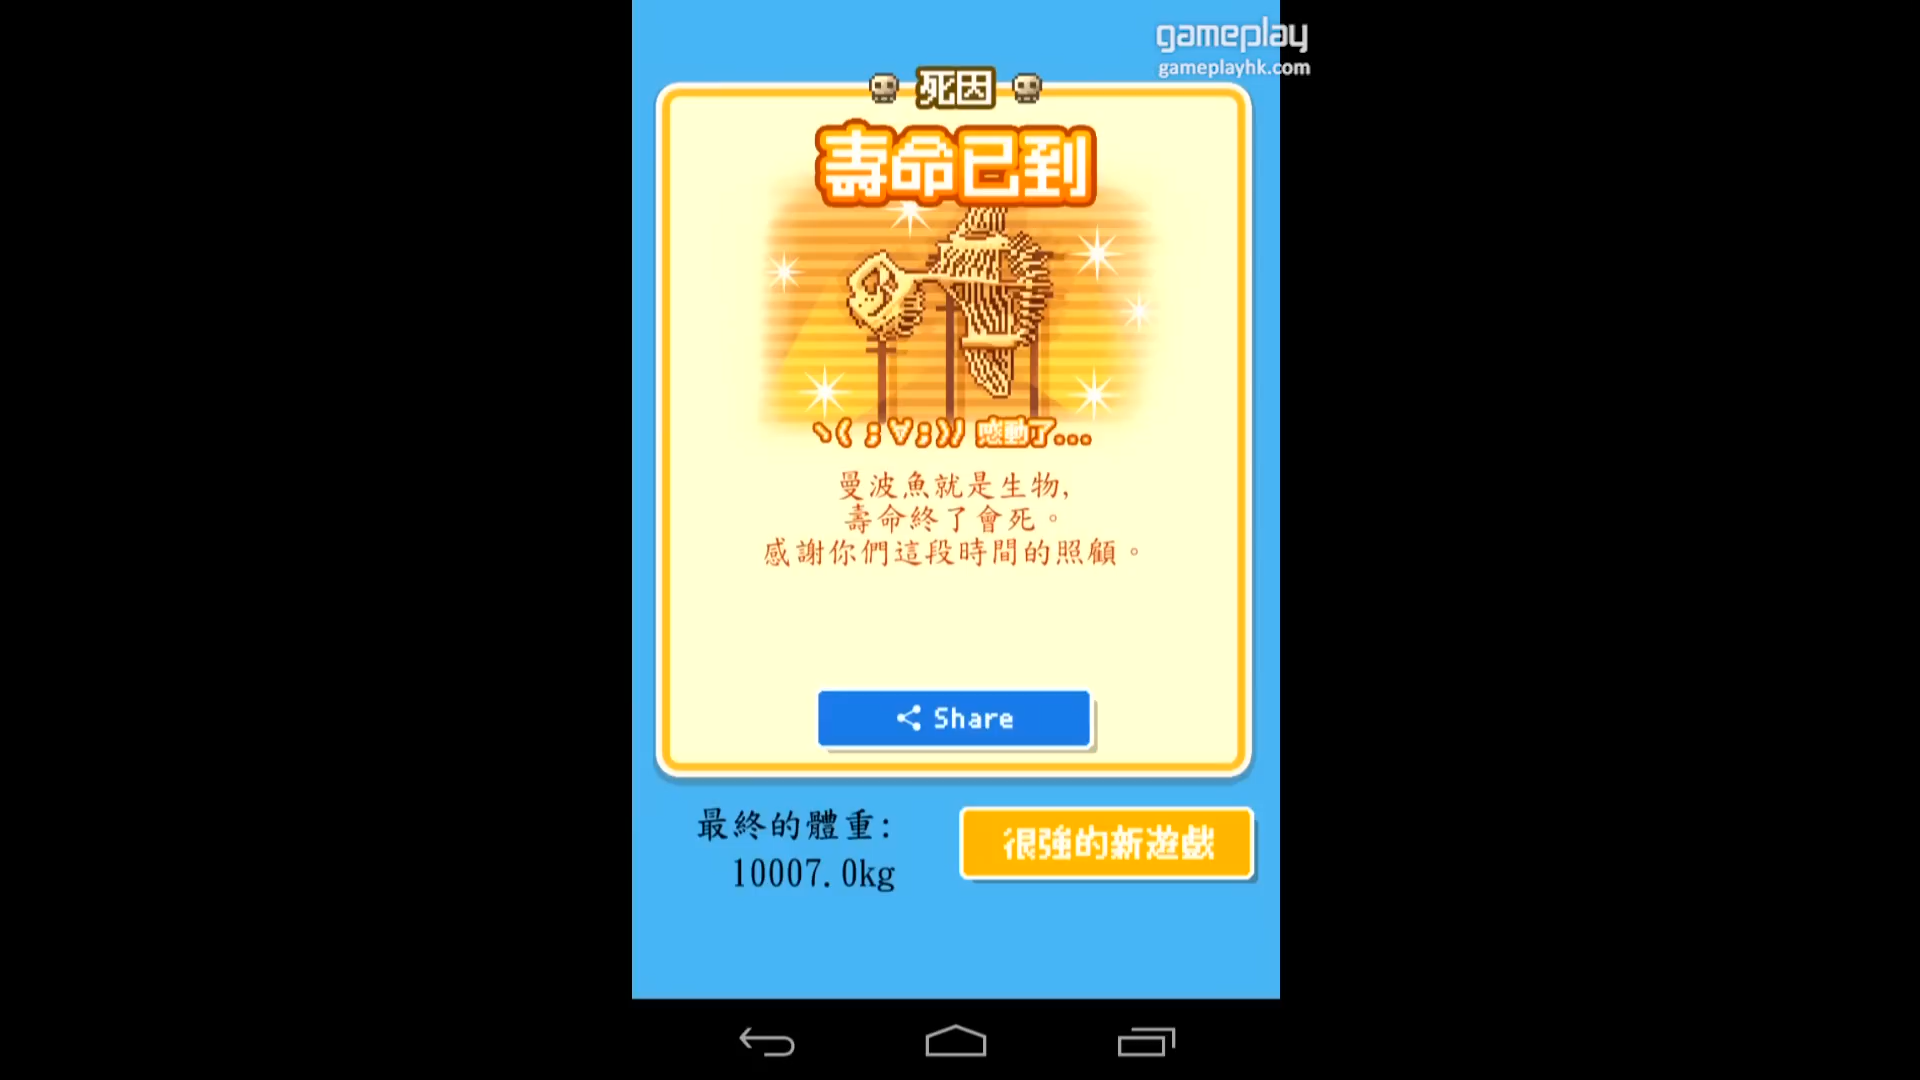 gameplay
gameplayhk.com
死因
壽命已到
ヽ( ;∀;)ノ 感動了...
曼波魚就是生物,
壽命終了會死。
感謝你們這段時間的照顧。
Share
最終的體重:
10007.0kg
很強的新遊戲